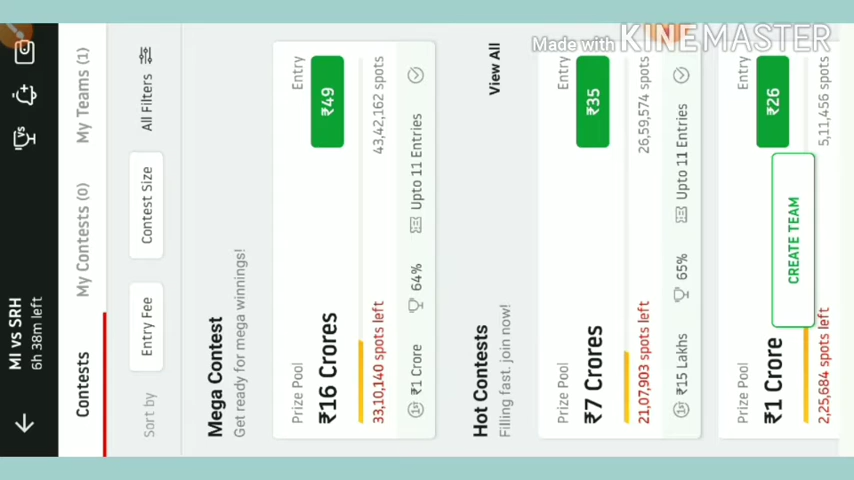 Made with KINEMASTER
MI vs SRH
6h 38m left
Contests
My Contests (0)
My Teams (1)
Sort by
Entry Fee
Contest Size
All Filters
Mega Contest
Get ready for mega winnings!
Prize Pool
Entry
₹16 Crores
₹49
33,10,140 spots left
43,42,162 spots
1st ₹1 Crore
64%
Upto 11 Entries
Hot Contests
View All
Filling fast, join now!
Prize Pool
Entry
₹7 Crores
₹35
21,07,903 spots left
26,59,574 spots
1st ₹15 Lakhs
65%
Upto 11 Entries
Prize Pool
Entry
₹1 Crore
₹26
CREATE TEAM
2,25,684 spots left
5,11,456 spots